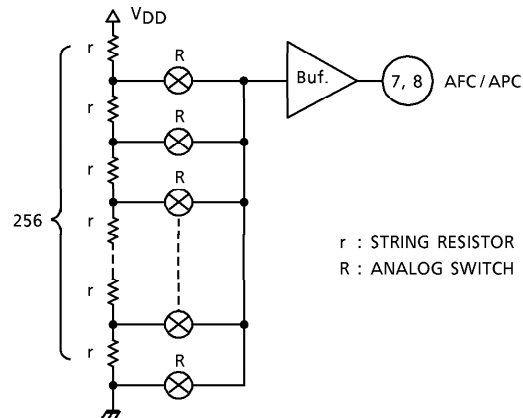 VDD
r
R
Buf.
7, 8
AFC/APC
r
R
r
R
256
r
r : STRING RESISTOR
R : ANALOG SWITCH
r
r
R